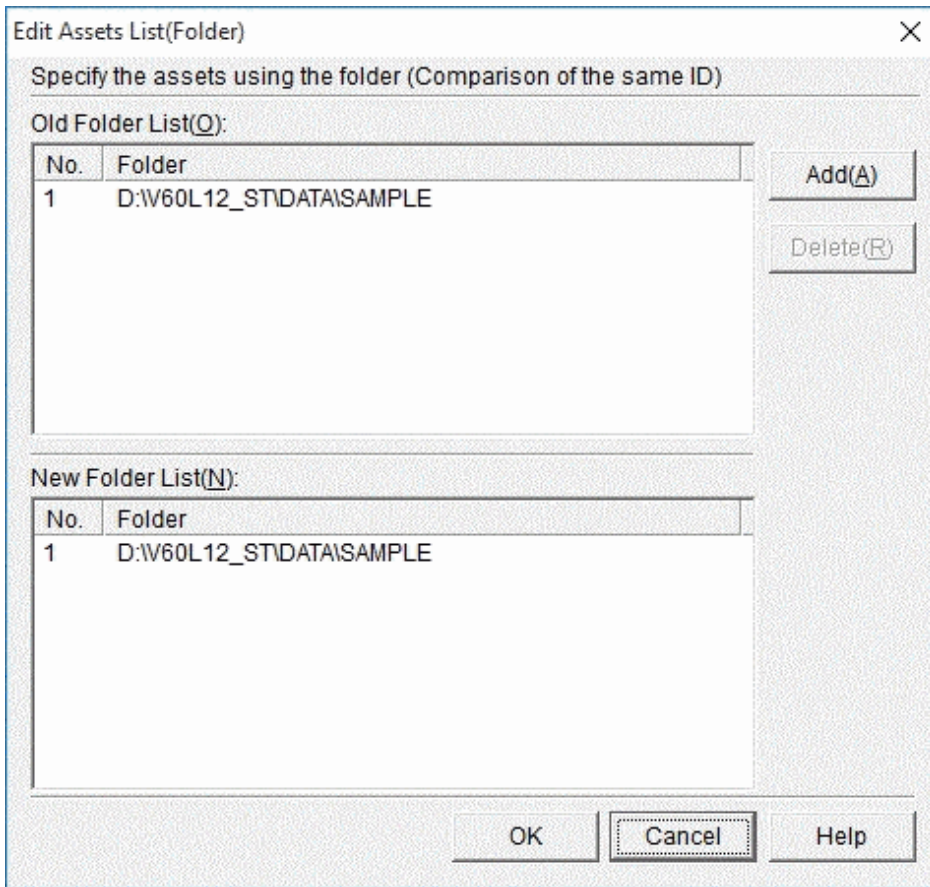 Edit Assets List(Folder)
Specify the assets using the folder (Comparison of the same ID)
Old Folder List(O):
No. Folder
1 D:\V60L12_ST\DATA\SAMPLE
Add(A)
Delete(R)
New Folder List(N):
No. Folder
1 D:\V60L12_ST\DATA\SAMPLE
OK Cancel Help